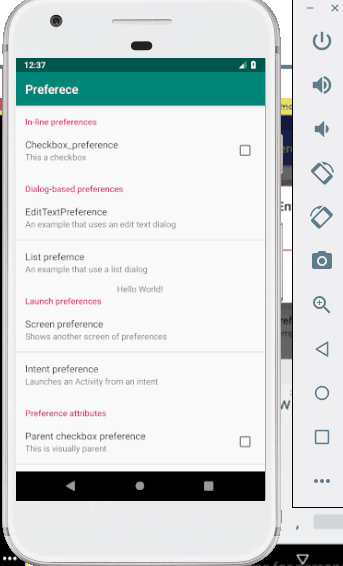 12:37
Preferece
In-line preferences
Checkbox_preference
This a checkbox
Dialog-based preferences
EditTextPreference
An example that uses an edit text dialog
List prefernce
An example that use a list dialog
Hello World!
Launch preferences
Screen preference
Shows another screen of preferences
Intent preference
Launches an Activity from an intent
Preference attributes
Parent checkbox preference
This is visually parent